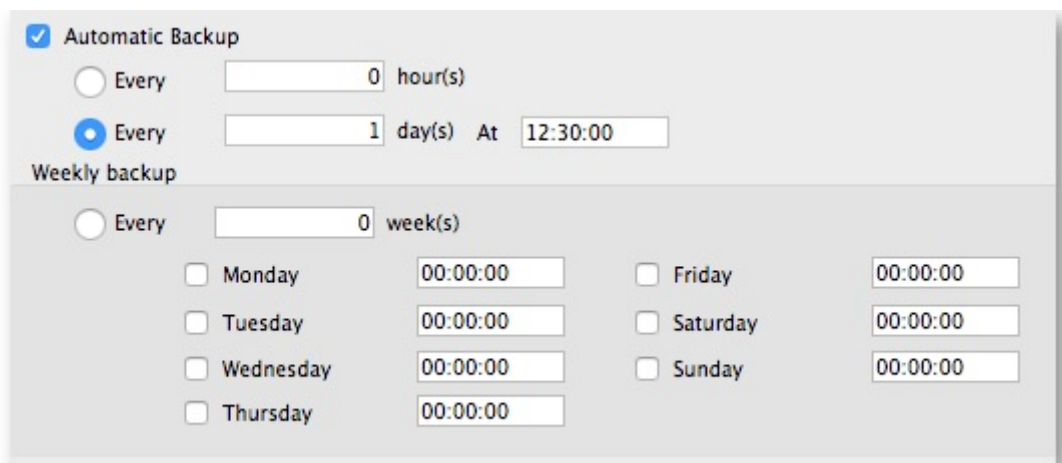 Automatic Backup
Every 0 hour(s)
Every 1 day(s) At 12:30:00
Weekly backup
Every 0 week(s)
Monday 00:00:00 Friday 00:00:00
Tuesday 00:00:00 Saturday 00:00:00
Wednesday 00:00:00 Sunday 00:00:00
Thursday 00:00:00